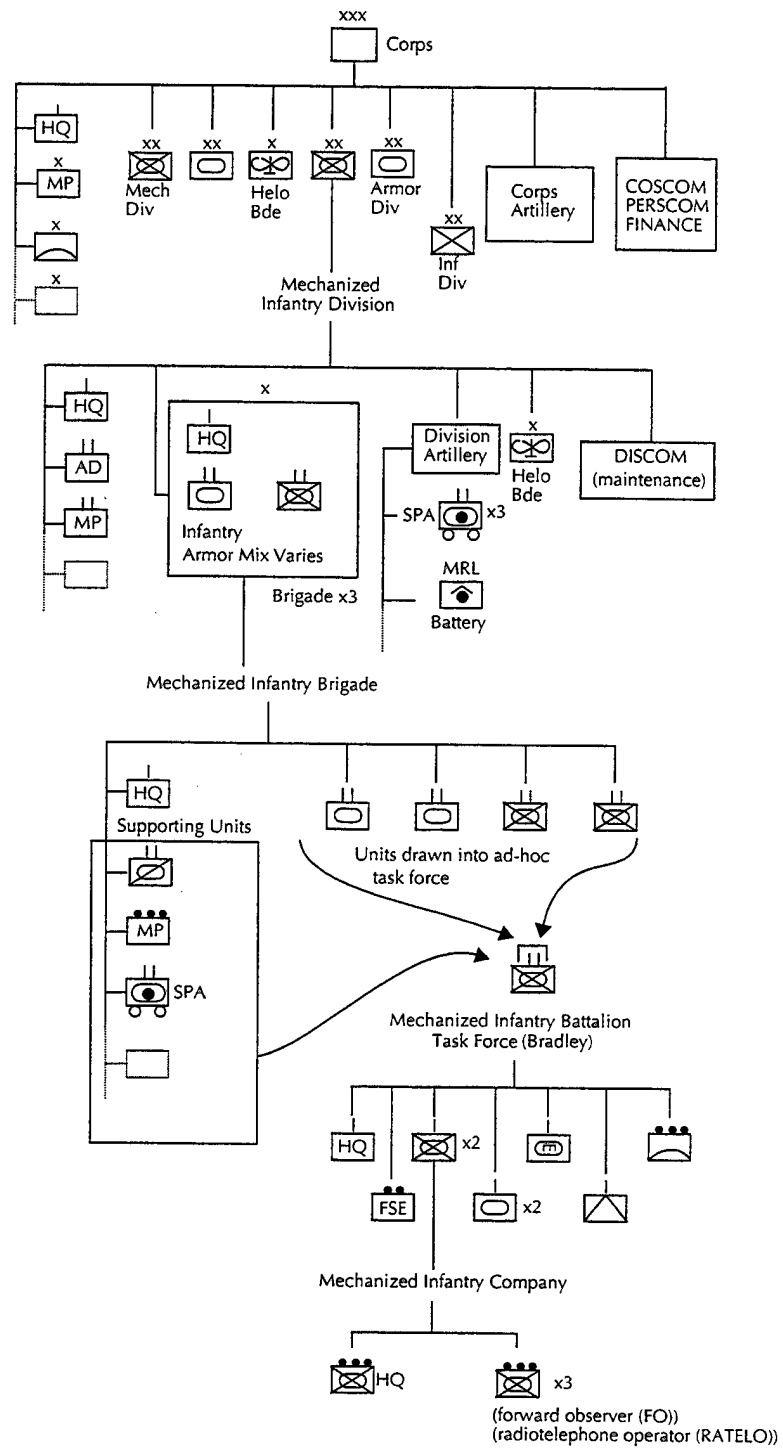 xxx
Corps
HQ
x
MP
x
x
xx
Mech
Div
xx
x
Helo
Bde
xx
xx
Armor
Div
xx
Inf
Div
Corps
Artillery
COSCOM
PERSCOM
FINANCE
Mechanized
Infantry Division
HQ
AD
MP
x
HQ
Infantry
Armor Mix Varies
Brigade x3
Division
Artillery
SPA
x3
MRL
Battery
x
Helo
Bde
DISCOM
(maintenance)
Mechanized Infantry Brigade
HQ
Supporting Units
MP
SPA
Units drawn into ad-hoc
task force
Mechanized Infantry Battalion
Task Force (Bradley)
HQ
x2
E
FSE
x2
Mechanized Infantry Company
HQ
x3
(forward observer (FO))
(radiotelephone operator (RATELO))